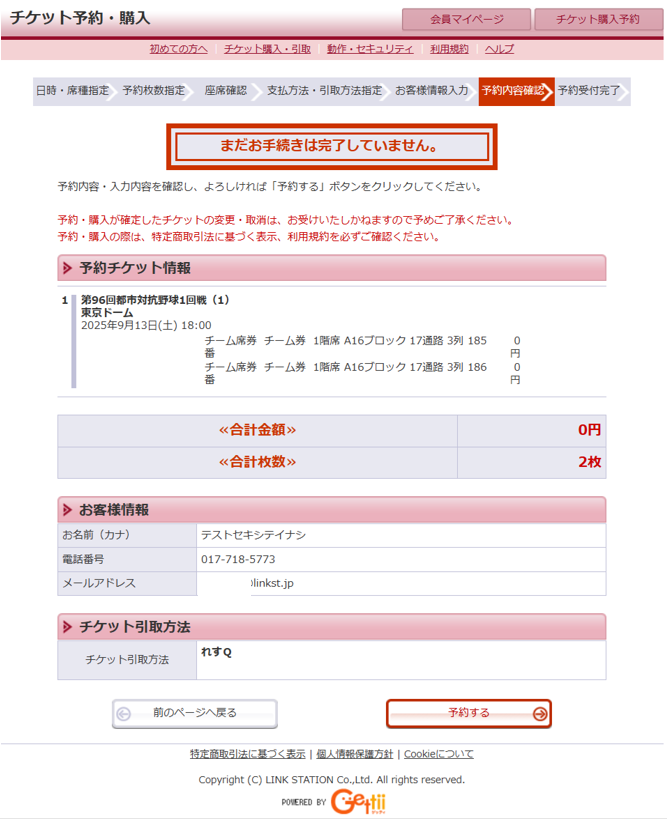 チケット予約・購入
会員マイページ
チケット購入予約
初めての方へ | チケット購入・引取 | 動作・セキュリティ | 利用規約 | ヘルプ
日時・席種指定 予約枚数指定 座席確認 支払方法・引取方法指定 お客様情報入力 予約内容確認 予約受付完了
まだお手続きは完了していません。
予約内容・入力内容を確認し、よろしければ「予約する」ボタンをクリックしてください。
予約・購入が確定したチケットの変更・取消は、お受けいたしかねますので予めご了承ください。
予約・購入の際は、特定商取引法に基づく表示、利用規約を必ずご確認ください。
予約チケット情報
1 第96回都市対抗野球1回戦（1）
東京ドーム
2025年9月13日(土) 18:00
チーム席券 チーム券 1階席 A16ブロック 17通路 3列 185 0
番 円
チーム席券 チーム券 1階席 A16ブロック 17通路 3列 186 0
番 円
≪合計金額≫ 0円
≪合計枚数≫ 2枚
お客様情報
お名前（カナ） テストセキシテイナシ
電話番号 017-718-5773
メールアドレス @linkst.jp
チケット引取方法
チケット引取方法 れすQ
前のページへ戻る
予約する
特定商取引法に基づく表示 | 個人情報保護方針 | Cookieについて
Copyright (C) LINK STATION Co.,Ltd. All rights reserved.
POWERED BY Gettii